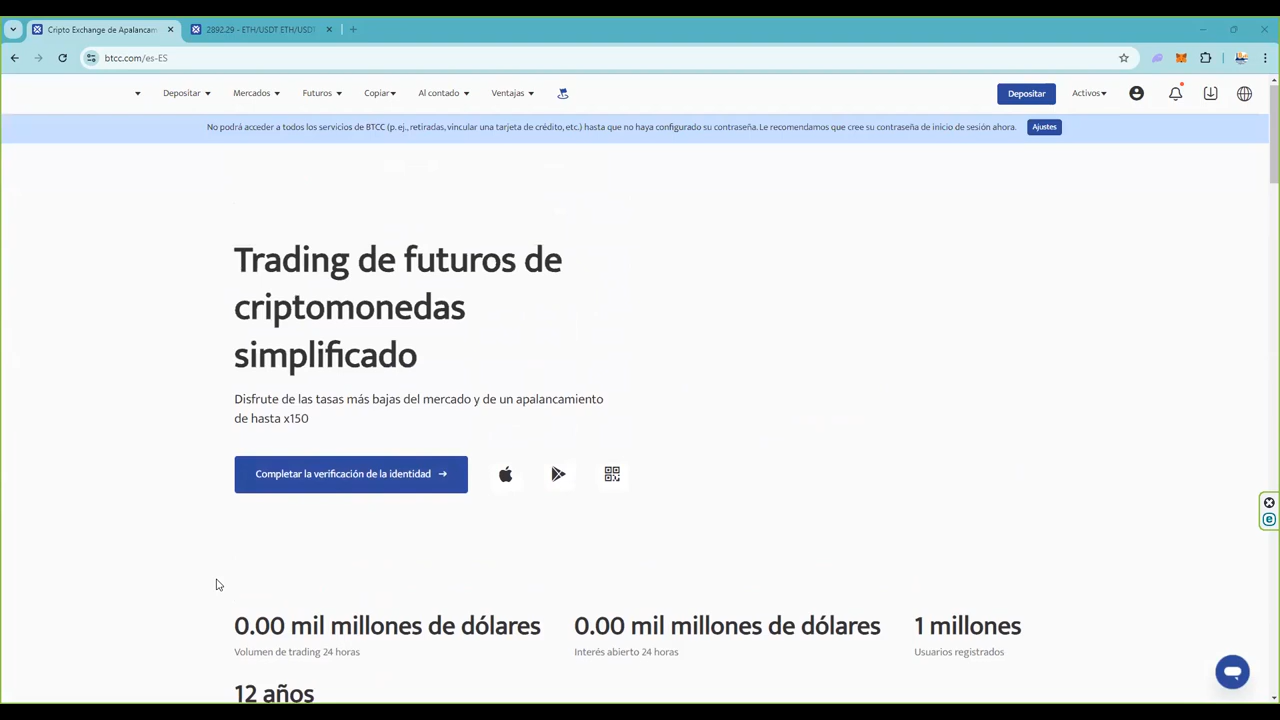 Cripto Exchange de Apalancam
2892.29 - ETH/USDT ETH/USDT
btcc.com/es-ES
Depositar Mercados Futuros Copiar Al contado Ventajas Depositar Activos
No podrá acceder a todos los servicios de BTCC (p. ej., retiradas, vincular una tarjeta de crédito, etc.) hasta que no haya configurado su contraseña. Le recomendamos que cree su contraseña de inicio de sesión ahora. Ajustes
Trading de futuros de
criptomonedas
simplificado
Disfrute de las tasas más bajas del mercado y de un apalancamiento
de hasta x150
Completar la verificación de la identidad →
0.00 mil millones de dólares 0.00 mil millones de dólares 1 millones
Volumen de trading 24 horas Interés abierto 24 horas Usuarios registrados
12 años